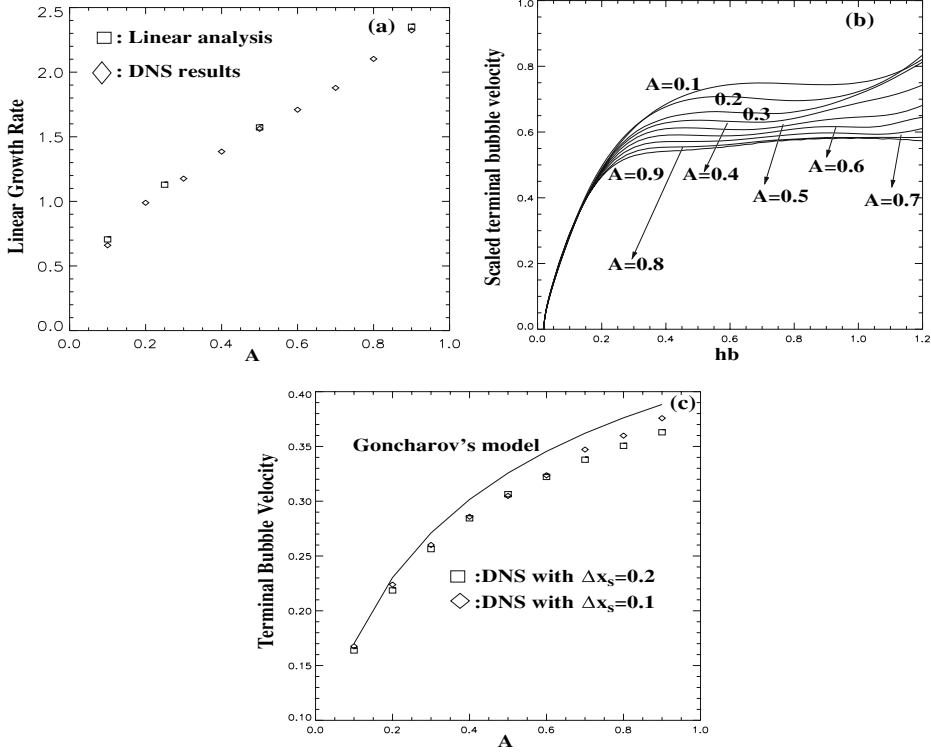 (a)
□ : Linear analysis
◇ : DNS results
Linear Growth Rate
2.5
2.0
1.5
1.0
0.5
0.0
0.0 0.2 0.4 0.6 0.8 1.0
A
(b)
Scaled terminal bubble velocity
1.0
0.8
0.6
0.4
0.2
0.0
A=0.1
0.2
0.3
A=0.9
A=0.4
A=0.5
A=0.6
A=0.7
A=0.8
0.0 0.2 0.4 0.6 0.8 1.0 1.2
hb
(c)
Goncharov's model
Terminal Bubble Velocity
0.40
0.35
0.30
0.25
0.20
0.15
0.10
□ :DNS with Δxₛ=0.2
◇ :DNS with Δxₛ=0.1
0.0 0.2 0.4 0.6 0.8 1.0
A